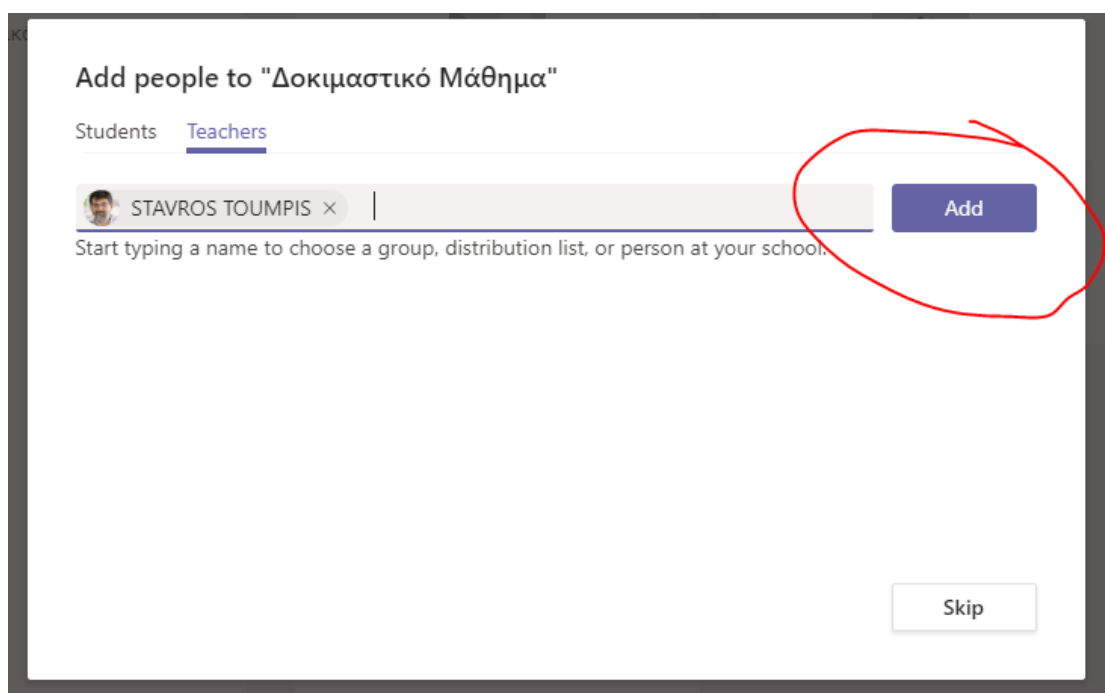 Add people to "Δοκιμαστικό Μάθημα"
Students Teachers
STAVROS TOUMPIS ×
Add
Start typing a name to choose a group, distribution list, or person at your school.
Skip